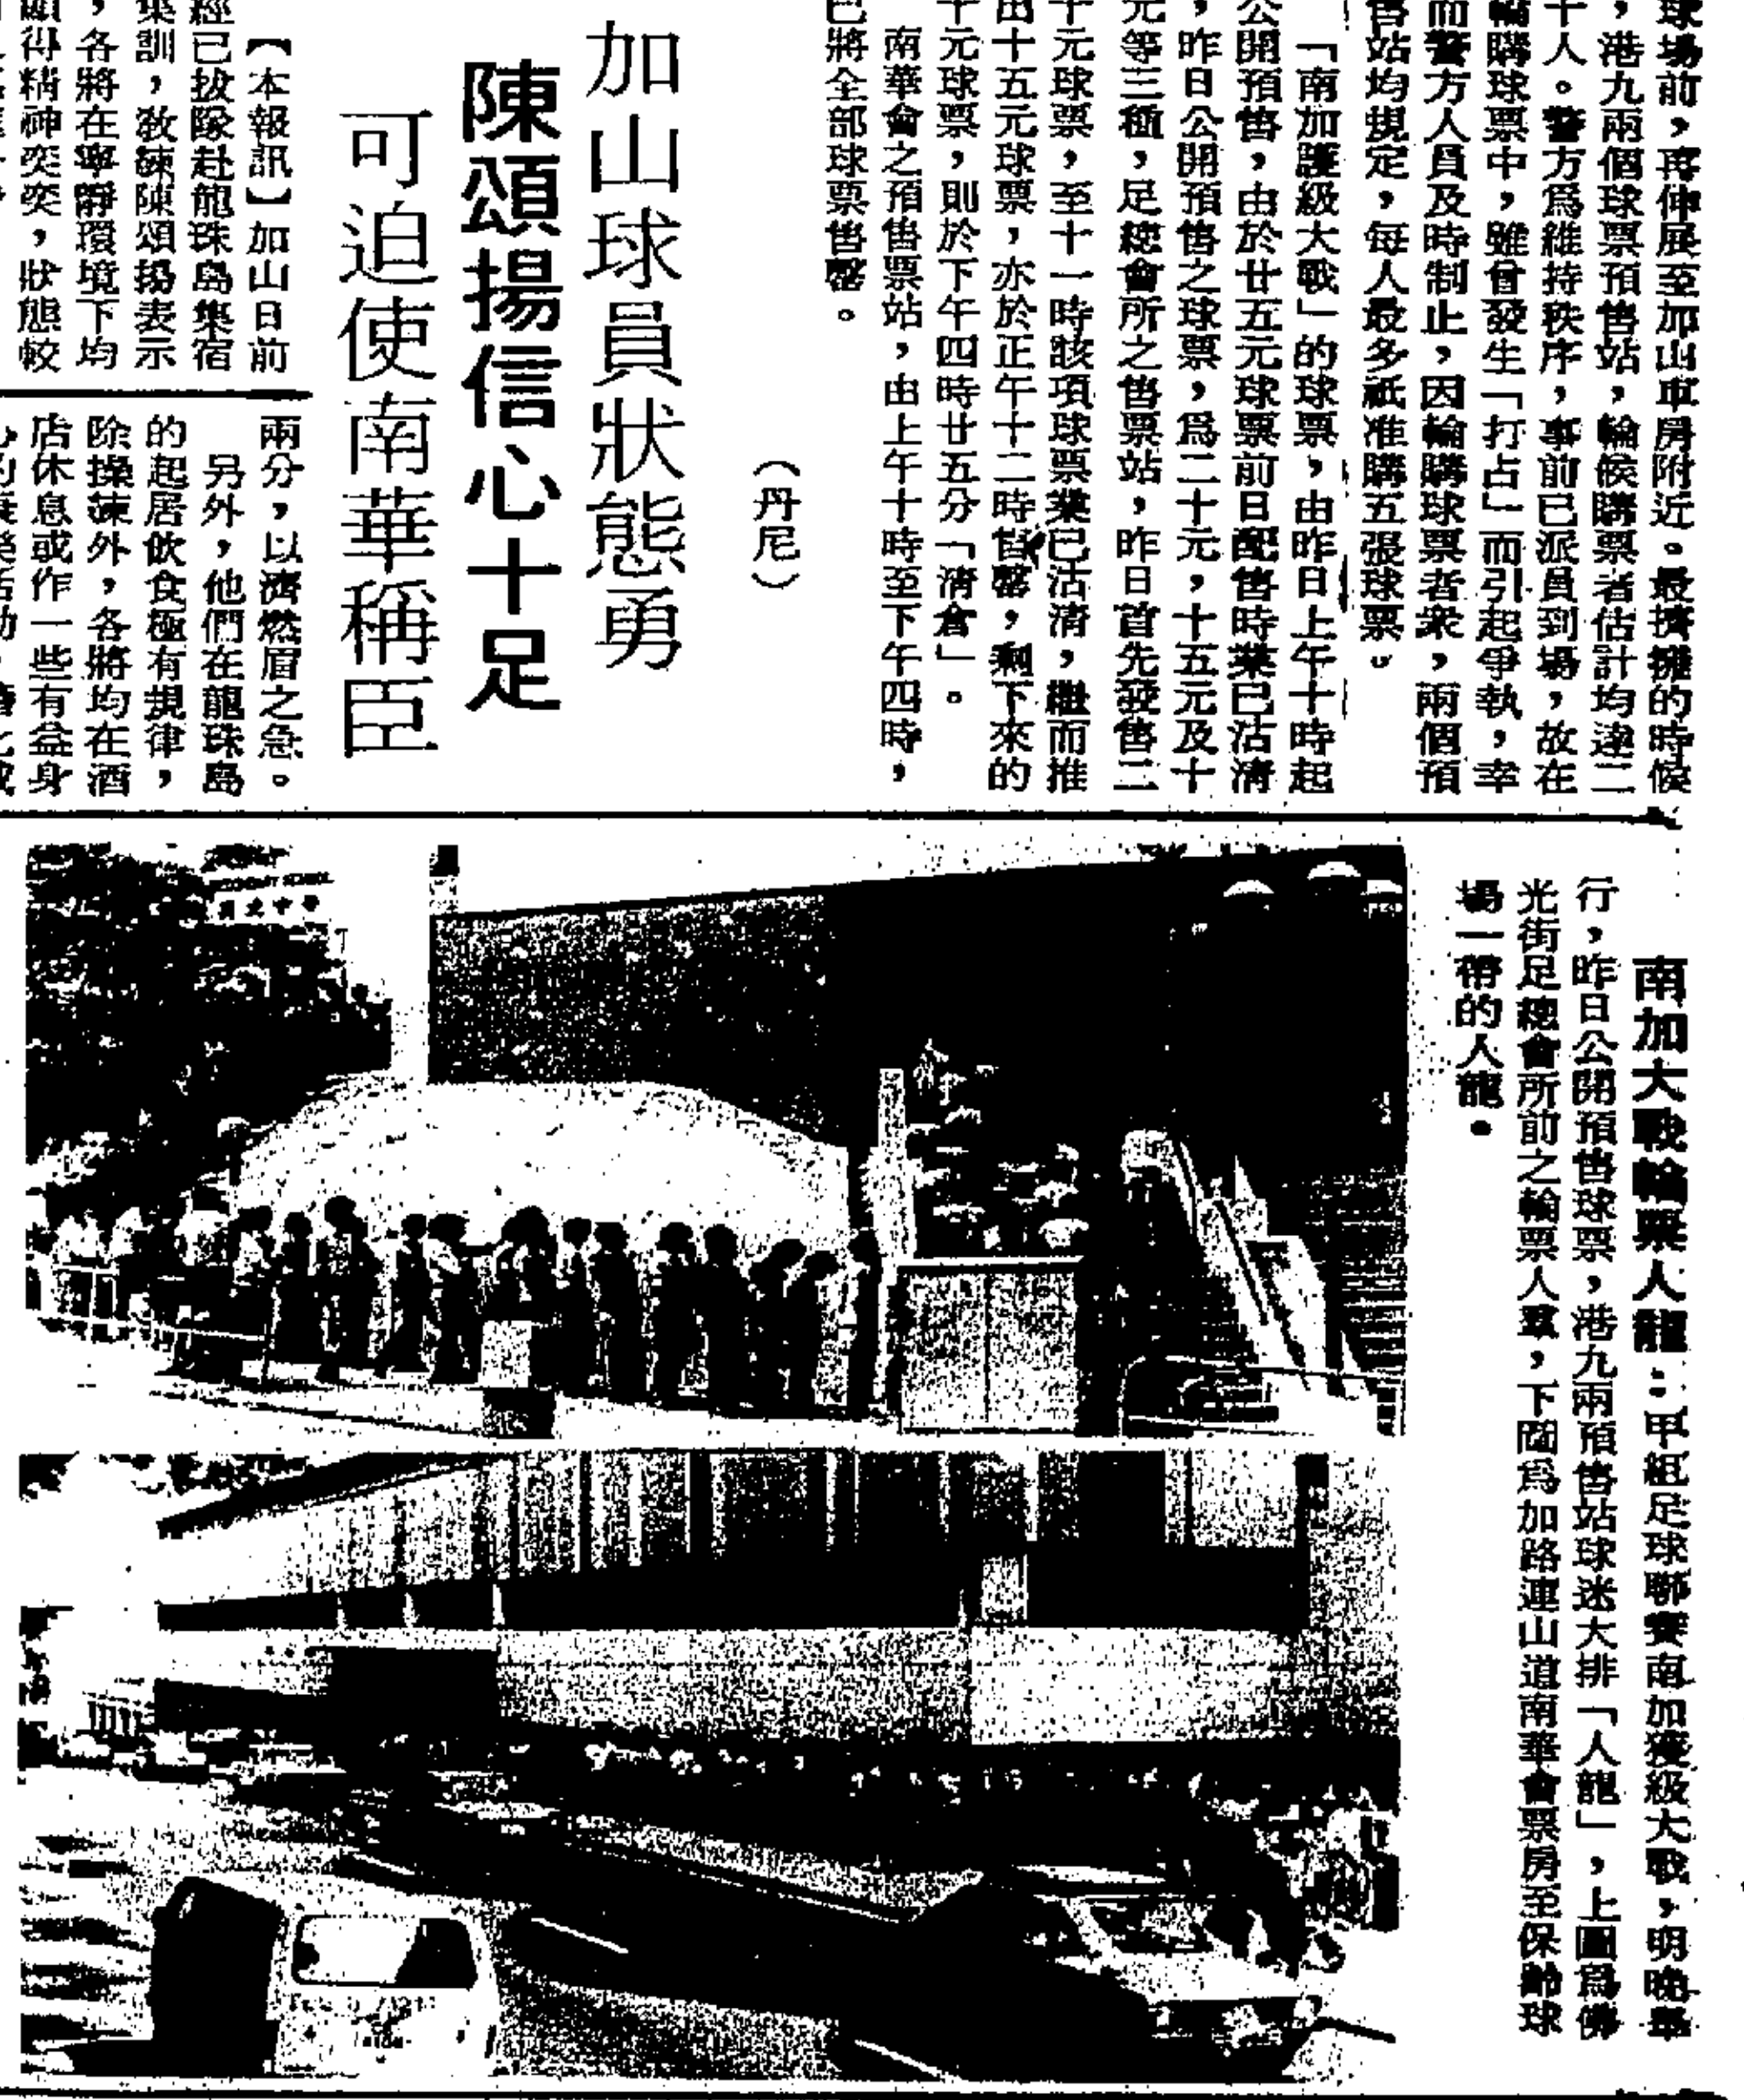 球場前，再伸展至加山車房附近。最擠擁的時候
，港九兩個球票預售站，輪候購票者估計均達二
十人。警方爲維持秩序，事前已派員到場，故在
輪購球票中，雖曾發生「打占」而引起爭執，幸
而警方人員及時制止，因輪購球票者衆，兩個預
售站均規定，每人最多祇准購五張球票。
「南加護級大戰」的球票，由昨日上午十時起
公開預售，由於廿五元球票前日配售時業已沽清
，昨日公開預售之球票，爲二十元，十五元及十
元等三種，足總會所之售票站，昨日首先發售二
十元球票，至十一時該項球票業已沽清，繼而推
出十五元球票，亦於正午十二時售罄，剩下來的
十元球票，則於下午四時廿五分「清倉」。
南華會之預售票站，由上午十時至下午四時，
已將全部球票售罄。
（丹尼）
加山球員狀態勇
陳頌揚信心十足
可迫使南華稱臣
【本報訊】加山日前
經已拔隊赴龍珠島集宿
集訓，教練陳頌揚表示
，各將在寧靜環境下均
顯得精神奕奕，狀態較
兩分，以濟燃眉之急。
另外，他們在龍珠島
的起居飲食極有規律，
除操練外，各將均在酒
店休息或作一些有益身
南加大戰輪票人龍：甲組足球聯賽南加護級大戰，明晚舉
行，昨日公開預售球票，港九兩預售站球迷大排「人龍」，上圖爲佛
光街足總會所前之輪票人羣，下圖爲加路連山道南華會票房至保齡球
場一帶的人龍。